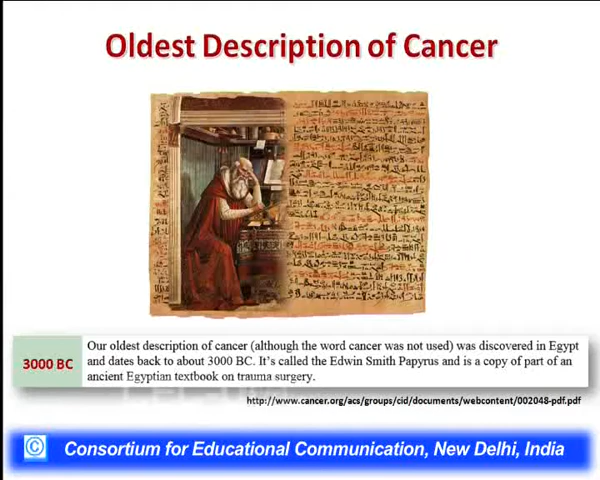 Oldest Description of Cancer
Our oldest description of cancer (although the word cancer was not used) was discovered in Egypt
3000 BC and dates back to about 3000 BC. It's called the Edwin Smith Papyrus and is a copy of part of an
ancient Egyptian textbook on trauma surgery.
http://www.cancer.org/acs/groups/cid/documents/webcontent/002048-pdf.pdf
© Consortium for Educational Communication, New Delhi, India